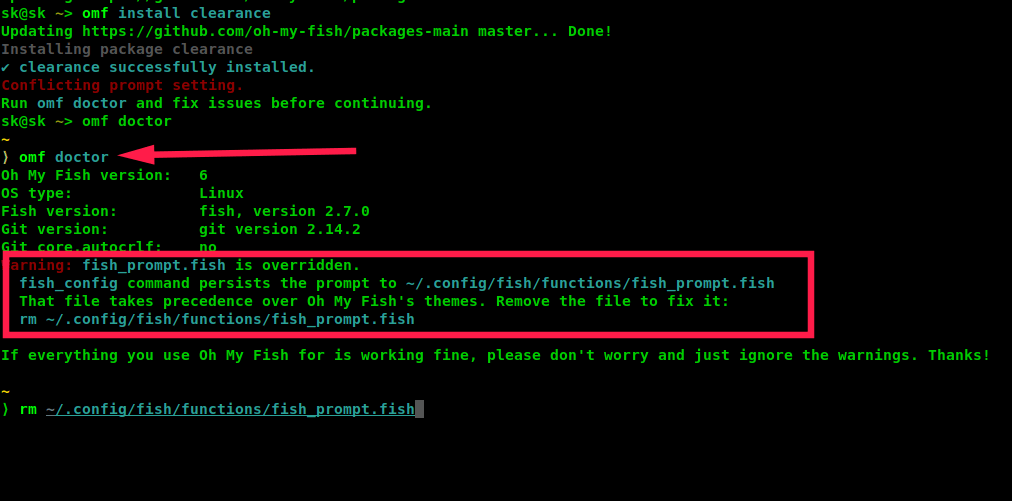 sk@sk ~> omf install clearance
Updating https://github.com/oh-my-fish/packages-main master... Done!
Installing package clearance
✔ clearance successfully installed.
Conflicting prompt setting.
Run omf doctor and fix issues before continuing.
sk@sk ~> omf doctor
~
⟩ omf doctor
Oh My Fish version:   6
OS type:              Linux
Fish version:         fish, version 2.7.0
Git version:          git version 2.14.2
Git core.autocrlf:    no
Warning: fish_prompt.fish is overridden.
  fish_config command persists the prompt to ~/.config/fish/functions/fish_prompt.fish
  That file takes precedence over Oh My Fish's themes. Remove the file to fix it:
  rm ~/.config/fish/functions/fish_prompt.fish
If everything you use Oh My Fish for is working fine, please don't worry and just ignore the warnings. Thanks!
~
⟩ rm ~/.config/fish/functions/fish_prompt.fish